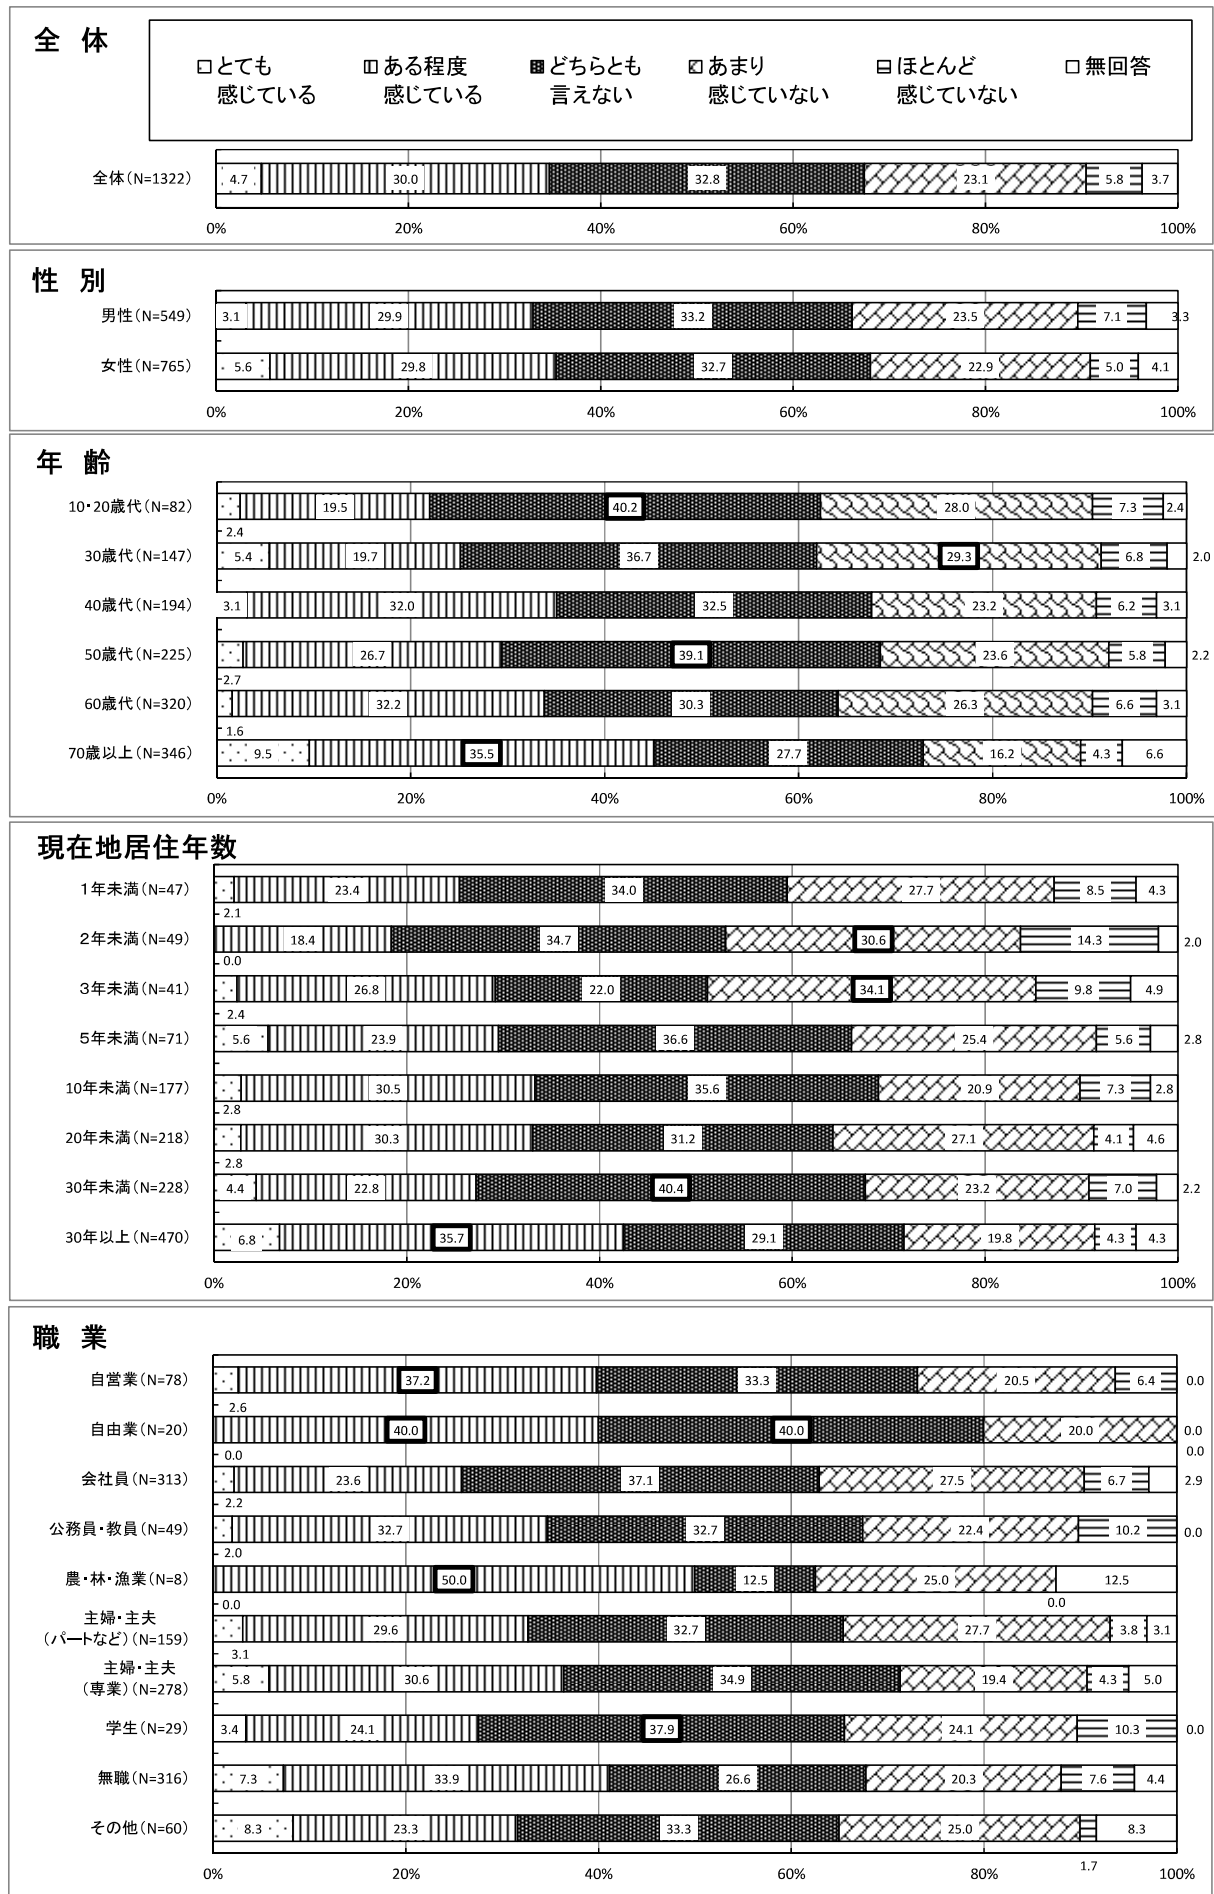 全　体
とても
感じている
ある程度
感じている
どちらとも
言えない
あまり
感じていない
ほとんど
感じていない
無回答
全体(N=1322) 4.7 30.0 32.8 23.1 5.8 3.7
0% 20% 40% 60% 80% 100%
性　別
男性(N=549) 3.1 29.9 33.2 23.5 7.1 3.3
女性(N=765) 5.6 29.8 32.7 22.9 5.0 4.1
0% 20% 40% 60% 80% 100%
年　齢
10・20歳代(N=82) 19.5 40.2 28.0 7.3 2.4
2.4
30歳代(N=147) 5.4 19.7 36.7 29.3 6.8 2.0
40歳代(N=194) 3.1 32.0 32.5 23.2 6.2 3.1
50歳代(N=225) 26.7 39.1 23.6 5.8 2.2
2.7
60歳代(N=320) 32.2 30.3 26.3 6.6 3.1
1.6
70歳以上(N=346) 9.5 35.5 27.7 16.2 4.3 6.6
0% 20% 40% 60% 80% 100%
現在地居住年数
１年未満(N=47) 23.4 34.0 27.7 8.5 4.3
2.1
２年未満(N=49) 18.4 34.7 30.6 14.3 2.0
0.0
３年未満(N=41) 26.8 22.0 34.1 9.8 4.9
2.4
５年未満(N=71) 5.6 23.9 36.6 25.4 5.6 2.8
10年未満(N=177) 30.5 35.6 20.9 7.3 2.8
2.8
20年未満(N=218) 30.3 31.2 27.1 4.1 4.6
2.8
30年未満(N=228) 4.4 22.8 40.4 23.2 7.0 2.2
30年以上(N=470) 6.8 35.7 29.1 19.8 4.3 4.3
0% 20% 40% 60% 80% 100%
職　業
自営業(N=78) 37.2 33.3 20.5 6.4 0.0
2.6
自由業(N=20) 40.0 40.0 20.0 0.0
0.0 0.0
会社員(N=313) 23.6 37.1 27.5 6.7 2.9
2.2
公務員・教員(N=49) 32.7 32.7 22.4 10.2 0.0
2.0
農・林・漁業(N=8) 50.0 12.5 25.0 12.5
0.0 0.0
主婦・主夫
(パートなど)(N=159) 29.6 32.7 27.7 3.8 3.1
3.1
主婦・主夫
(専業)(N=278) 5.8 30.6 34.9 19.4 4.3 5.0
学生(N=29) 3.4 24.1 37.9 24.1 10.3 0.0
無職(N=316) 7.3 33.9 26.6 20.3 7.6 4.4
その他(N=60) 8.3 23.3 33.3 25.0 8.3
1.7
0% 20% 40% 60% 80% 100%